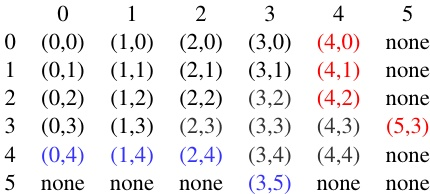 0 1 2 3 4 5
0 (0,0) (1,0) (2,0) (3,0) (4,0) none
1 (0,1) (1,1) (2,1) (3,1) (4,1) none
2 (0,2) (1,2) (2,2) (3,2) (4,2) none
3 (0,3) (1,3) (2,3) (3,3) (4,3) (5,3)
4 (0,4) (1,4) (2,4) (3,4) (4,4) none
5 none none none (3,5) none none